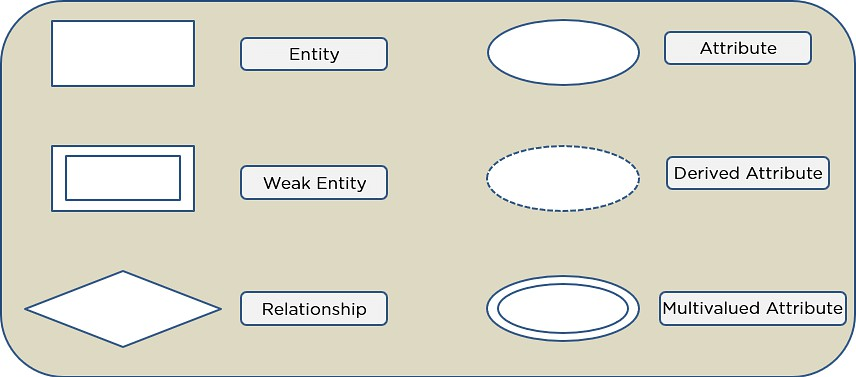 Entity
Attribute
Weak Entity
Derived Attribute
Relationship
Multivalued Attribute